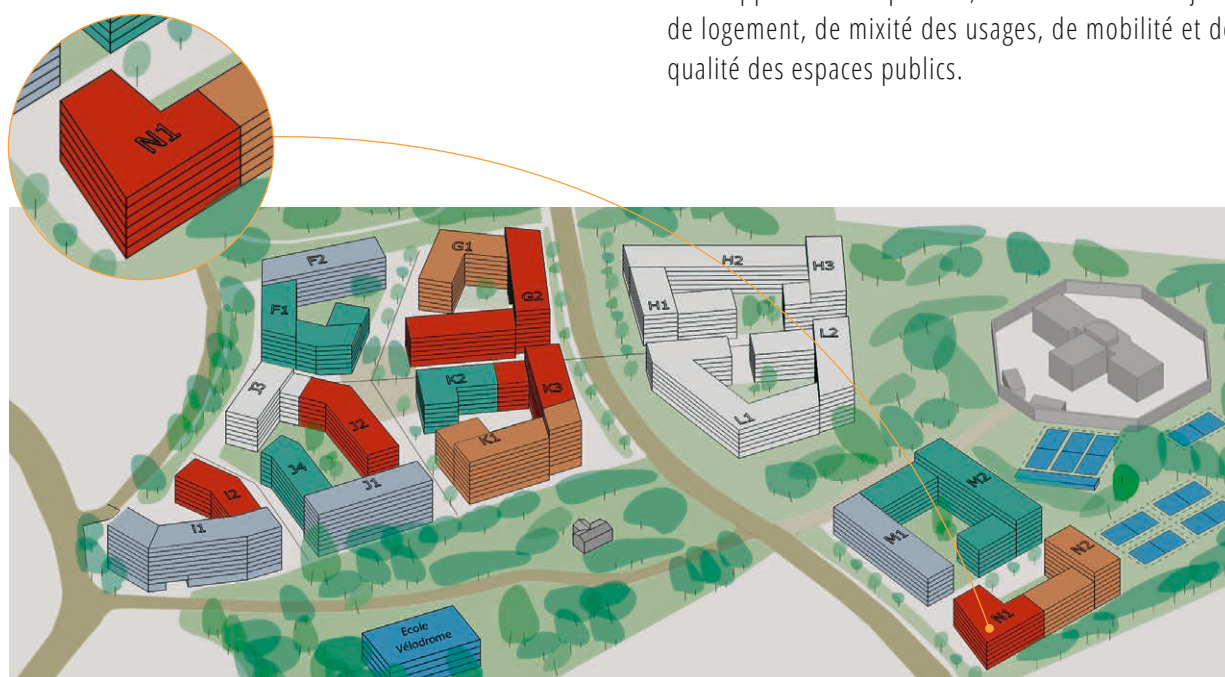 de logement, de mixité des usages, de mobilité et de
qualité des espaces publics.
N1
F2
G1
H2
H3
F1
G2
H1
L2
K2
K3
J3
J2
K1
L1
J4
J1
I2
M2
I1
M1
N2
N1
Ecole
Vélodrome